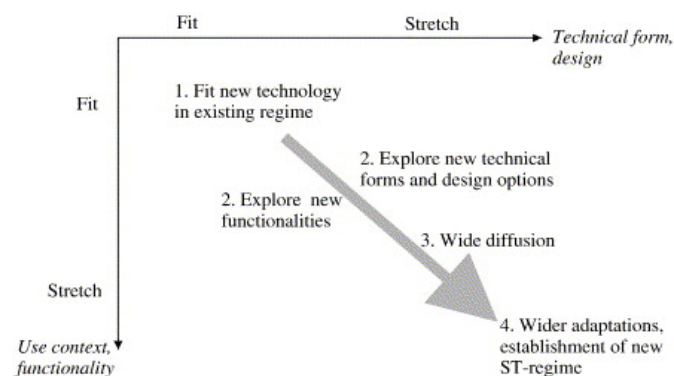 Fit
Stretch
Technical form,
design
Fit
1. Fit new technology
in existing regime
2. Explore new technical
forms and design options
2. Explore new
functionalities
3. Wide diffusion
Stretch
4. Wider adaptations,
establishment of new
ST-regime
Use context,
functionality